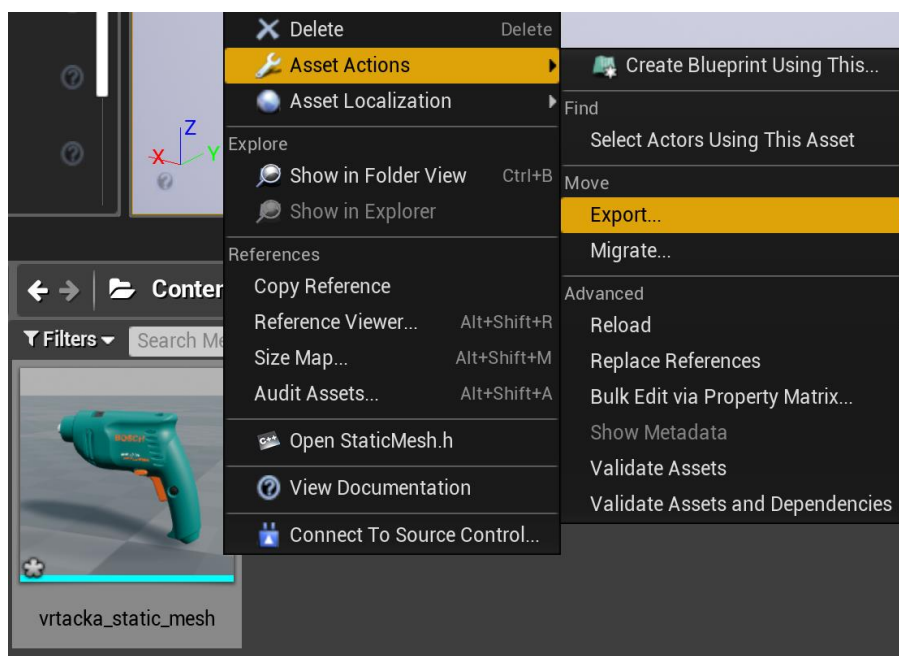 Delete Delete
Asset Actions
Asset Localization
Explore
Show in Folder View Ctrl+B
Show in Explorer
References
Copy Reference
Reference Viewer... Alt+Shift+R
Size Map... Alt+Shift+M
Audit Assets... Alt+Shift+A
C++ Open StaticMesh.h
View Documentation
Connect To Source Control...
Create Blueprint Using This...
Find
Select Actors Using This Asset
Move
Export...
Migrate...
Advanced
Reload
Replace References
Bulk Edit via Property Matrix...
Show Metadata
Validate Assets
Validate Assets and Dependencies
Z
X Y
Conter
Filters Search Me
BOSCH
vrtacka_static_mesh